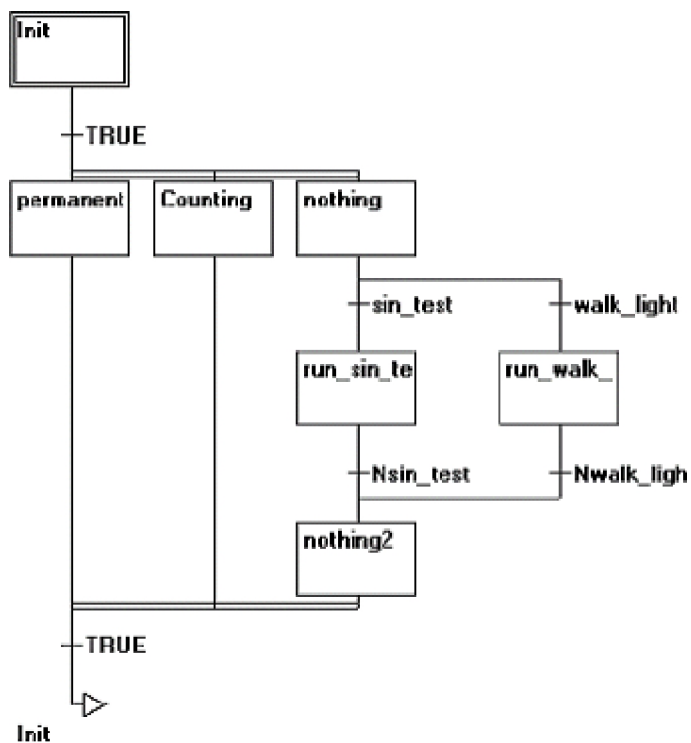 Init
TRUE
permanent
Counting
nothing
sin_test
walk_light
run_sin_te
run_walk_
Nsin_test
Nwalk_ligh
nothing2
TRUE
Init